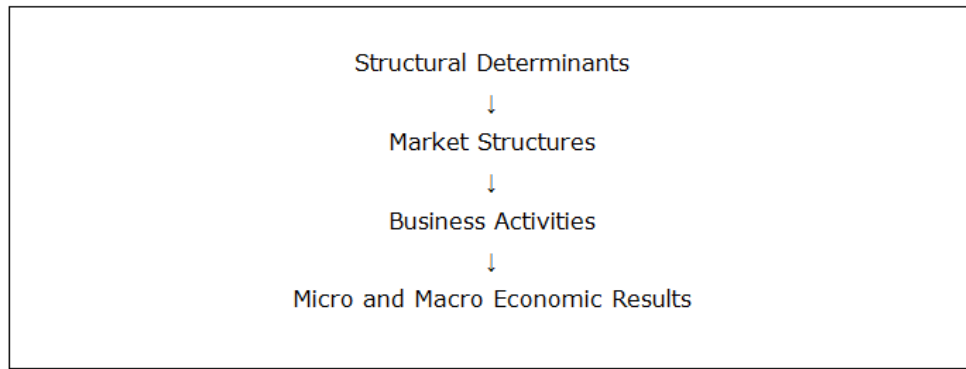 Structural Determinants
↓
Market Structures
↓
Business Activities
↓
Micro and Macro Economic Results